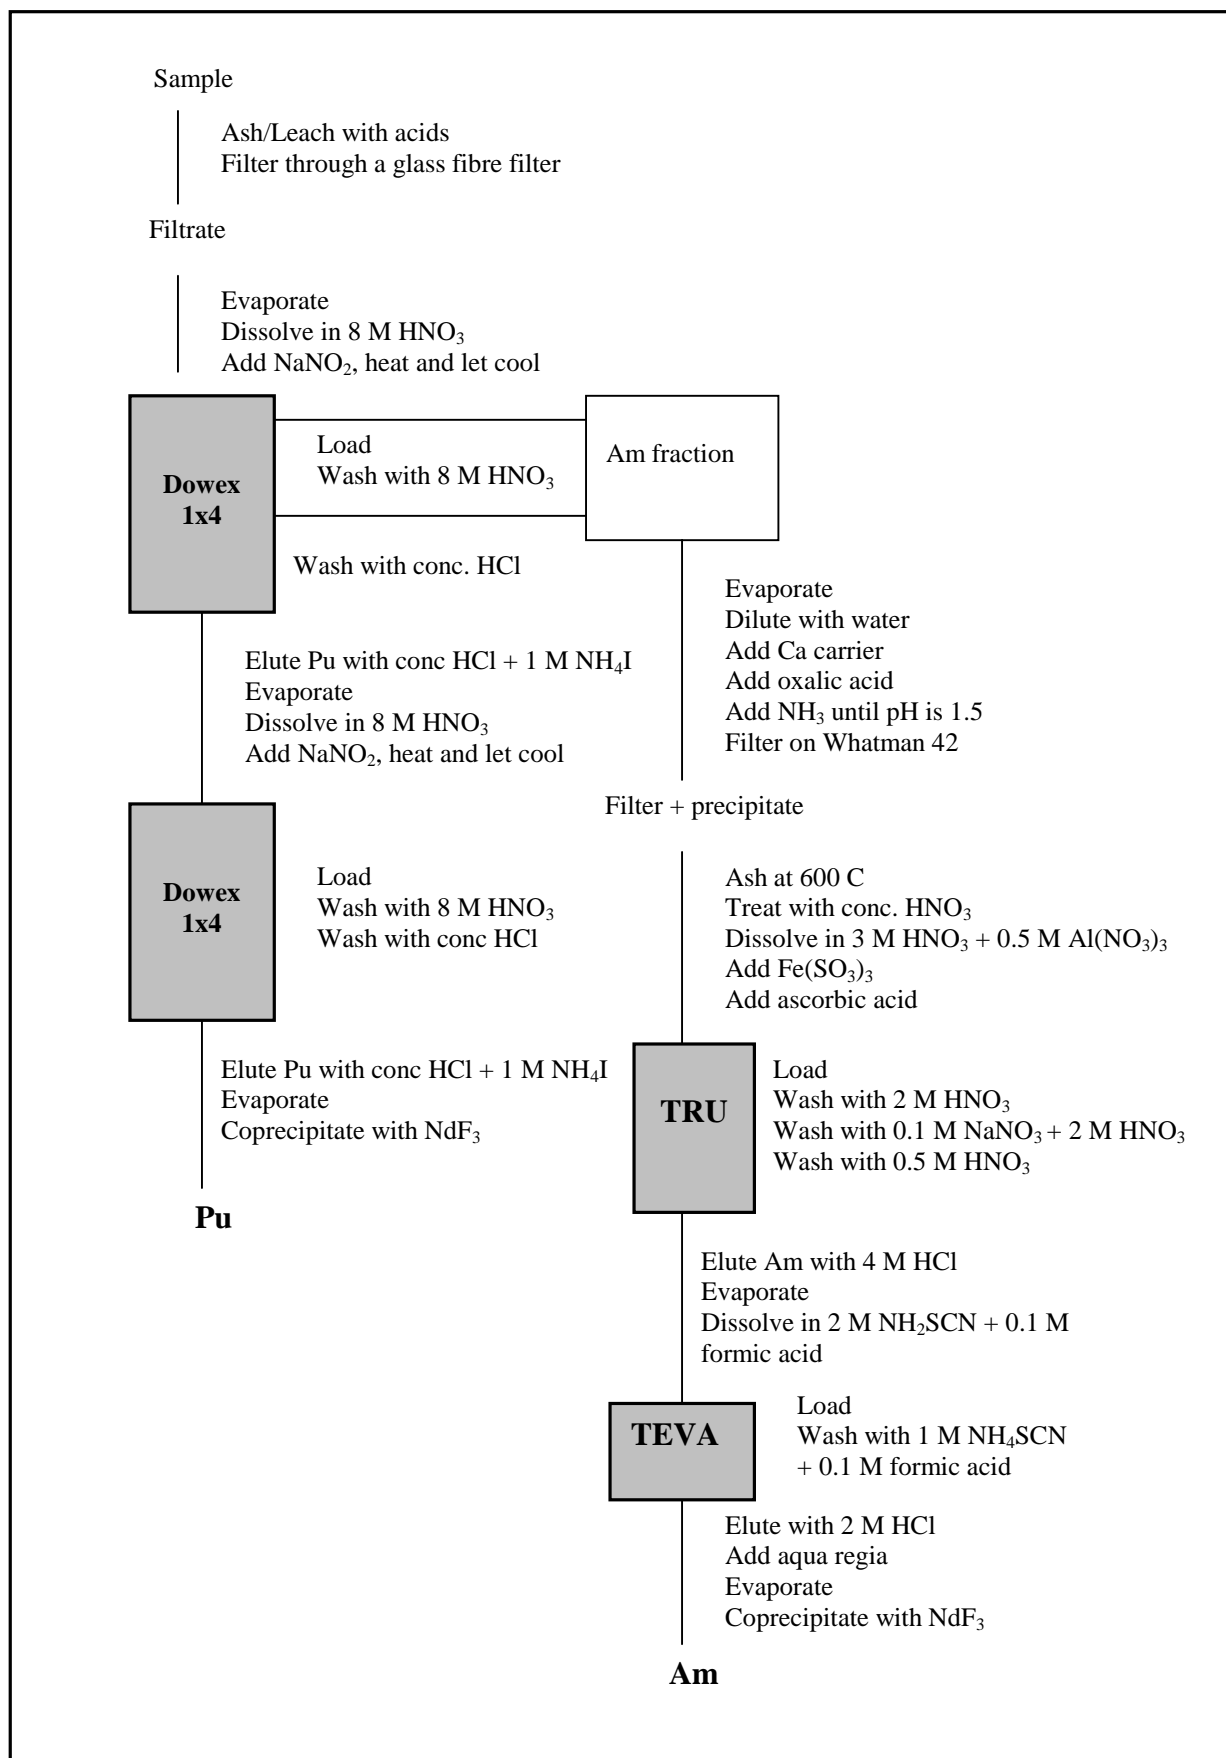 Sample
Ash/Leach with acids
Filter through a glass fibre filter
Filtrate
Evaporate
Dissolve in 8 M HNO₃
Add NaNO₂, heat and let cool
Dowex
1x4
Load
Wash with 8 M HNO₃
Am fraction
Wash with conc. HCl
Elute Pu with conc HCl + 1 M NH₄I
Evaporate
Dissolve in 8 M HNO₃
Add NaNO₂, heat and let cool
Evaporate
Dilute with water
Add Ca carrier
Add oxalic acid
Add NH₃ until pH is 1.5
Filter on Whatman 42
Filter + precipitate
Dowex
1x4
Load
Wash with 8 M HNO₃
Wash with conc HCl
Ash at 600 C
Treat with conc. HNO₃
Dissolve in 3 M HNO₃ + 0.5 M Al(NO₃)₃
Add Fe(SO₃)₃
Add ascorbic acid
Elute Pu with conc HCl + 1 M NH₄I
Evaporate
Coprecipitate with NdF₃
Pu
TRU
Load
Wash with 2 M HNO₃
Wash with 0.1 M NaNO₃ + 2 M HNO₃
Wash with 0.5 M HNO₃
Elute Am with 4 M HCl
Evaporate
Dissolve in 2 M NH₂SCN + 0.1 M
formic acid
TEVA
Load
Wash with 1 M NH₄SCN
+ 0.1 M formic acid
Elute with 2 M HCl
Add aqua regia
Evaporate
Coprecipitate with NdF₃
Am